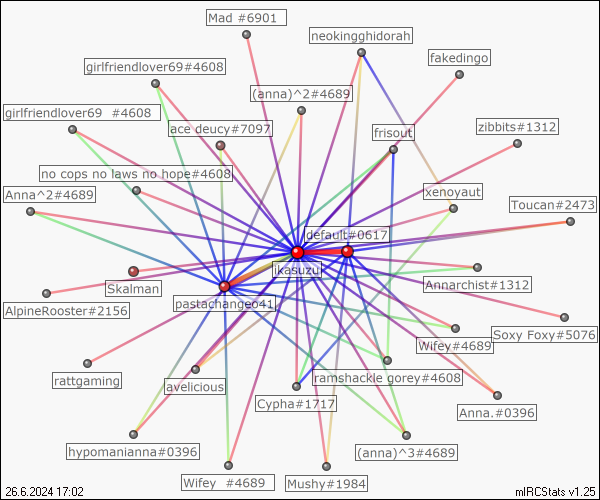 Mad #6901
neokingghidorah
girlfriendlover69#4608
fakedingo
(anna)^2#4689
girlfriendlover69  #4608
ace deucy#7097
frisout
zibbits#1312
no cops no laws no hope#4608
Anna^2#4689
xenoyaut
Toucan#2473
default#0617
ikasuzu
Skalman
Annarchist#1312
AlpineRooster#2156
pastachangeo41
Soxy Foxy#5076
Wifey#4689
rattgaming
avelicious
ramshackle gorey#4608
Cypha#1717
Anna.#0396
hypomanianna#0396
(anna)^3#4689
Wifey  #4689
Mushy#1984
26.6.2024 17:02
mIRCStats v1.25